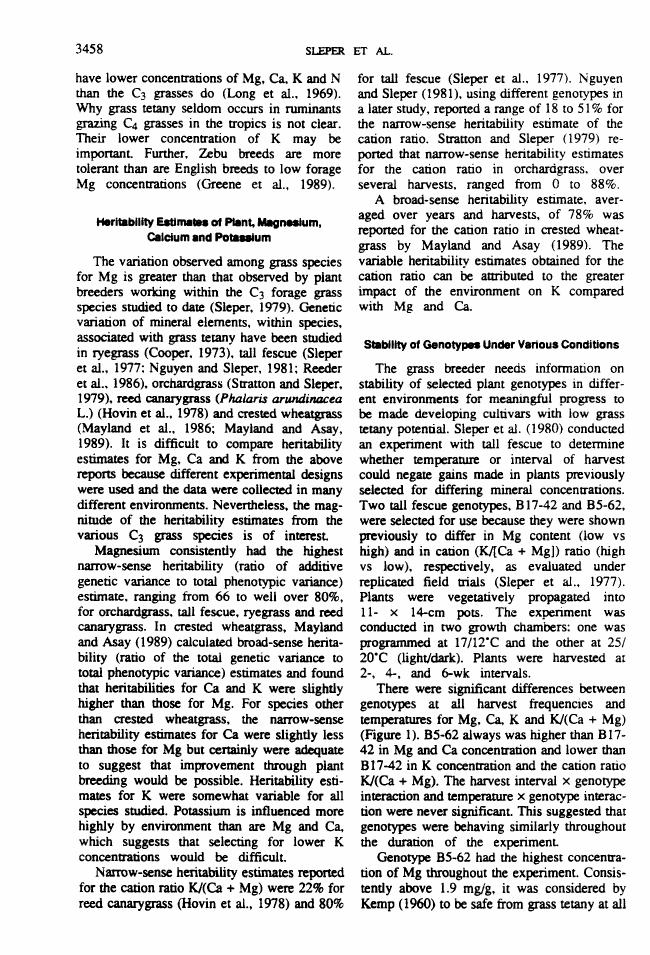 3458
SLEPER ET AL.
have lower concentrations of Mg, Ca, K and N
than the C3 grasses do (Long et al., 1969).
Why grass tetany seldom occurs in ruminants
grazing C4 grasses in the tropics is not clear.
Their lower concentration of K may be
important. Further, Zebu breeds are more
tolerant than are English breeds to low forage
Mg concentrations (Greene et al., 1989).
Heritability Estimates of Plant, Magnesium,
Calcium and Potassium
The variation observed among grass species
for Mg is greater than that observed by plant
breeders working within the C3 forage grass
species studied to date (Sleper, 1979). Genetic
variation of mineral elements, within species,
associated with grass tetany have been studied
in ryegrass (Cooper, 1973), tall fescue (Sleper
et al., 1977; Nguyen and Sleper, 1981; Reeder
et al., 1986), orchardgrass (Stratton and Sleper,
1979), reed canarygrass (Phalaris arundinacea
L.) (Hovin et al., 1978) and crested wheatgrass
(Mayland et al., 1986; Mayland and Asay,
1989). It is difficult to compare heritability
estimates for Mg, Ca and K from the above
reports because different experimental designs
were used and the data were collected in many
different environments. Nevertheless, the mag-
nitude of the heritability estimates from the
various C3 grass species is of interest.
Magnesium consistently had the highest
narrow-sense heritability (ratio of additive
genetic variance to total phenotypic variance)
estimate, ranging from 66 to well over 80%,
for orchardgrass, tall fescue, ryegrass and reed
canarygrass. In crested wheatgrass, Mayland
and Asay (1989) calculated broad-sense herita-
bility (ratio of the total genetic variance to
total phenotypic variance) estimates and found
that heritabilities for Ca and K were slightly
higher than those for Mg. For species other
than crested wheatgrass, the narrow-sense
heritability estimates for Ca were slightly less
than those for Mg but certainly were adequate
to suggest that improvement through plant
breeding would be possible. Heritability esti-
mates for K were somewhat variable for all
species studied. Potassium is influenced more
highly by environment than are Mg and Ca,
which suggests that selecting for lower K
concentrations would be difficult.
Narrow-sense heritability estimates reported
for the cation ratio K/(Ca + Mg) were 22% for
reed canarygrass (Hovin et al., 1978) and 80%
for tall fescue (Sleper et al., 1977). Nguyen
and Sleper (1981), using different genotypes in
a later study, reported a range of 18 to 51% for
the narrow-sense heritability estimate of the
cation ratio. Stratton and Sleper (1979) re-
ported that narrow-sense heritability estimates
for the cation ratio in orchardgrass, over
several harvests, ranged from 0 to 88%.
A broad-sense heritability estimate, aver-
aged over years and harvests, of 78% was
reported for the cation ratio in crested wheat-
grass by Mayland and Asay (1989). The
variable heritability estimates obtained for the
cation ratio can be attributed to the greater
impact of the environment on K compared
with Mg and Ca.
Stability of Genotypes Under Various Conditions
The grass breeder needs information on
stability of selected plant genotypes in differ-
ent environments for meaningful progress to
be made developing cultivars with low grass
tetany potential. Sleper et al. (1980) conducted
an experiment with tall fescue to determine
whether temperature or interval of harvest
could negate gains made in plants previously
selected for differing mineral concentrations.
Two tall fescue genotypes, B17-42 and B5-62,
were selected for use because they were shown
previously to differ in Mg content (low vs
high) and in cation (K/[Ca + Mg]) ratio (high
vs low), respectively, as evaluated under
replicated field trials (Sleper et al., 1977).
Plants were vegetatively propagated into
11- × 14-cm pots. The experiment was
conducted in two growth chambers: one was
programmed at 17/12°C and the other at 25/
20°C (light/dark). Plants were harvested at
2-, 4-, and 6-wk intervals.
There were significant differences between
genotypes at all harvest frequencies and
temperatures for Mg, Ca, K and K/(Ca + Mg)
(Figure 1). B5-62 always was higher than B17-
42 in Mg and Ca concentration and lower than
B17-42 in K concentration and the cation ratio
K/(Ca + Mg). The harvest interval × genotype
interaction and temperature × genotype interac-
tion were never significant. This suggested that
genotypes were behaving similarly throughout
the duration of the experiment.
Genotype B5-62 had the highest concentra-
tion of Mg throughout the experiment. Consis-
tently above 1.9 mg/g, it was considered by
Kemp (1960) to be safe from grass tetany at all